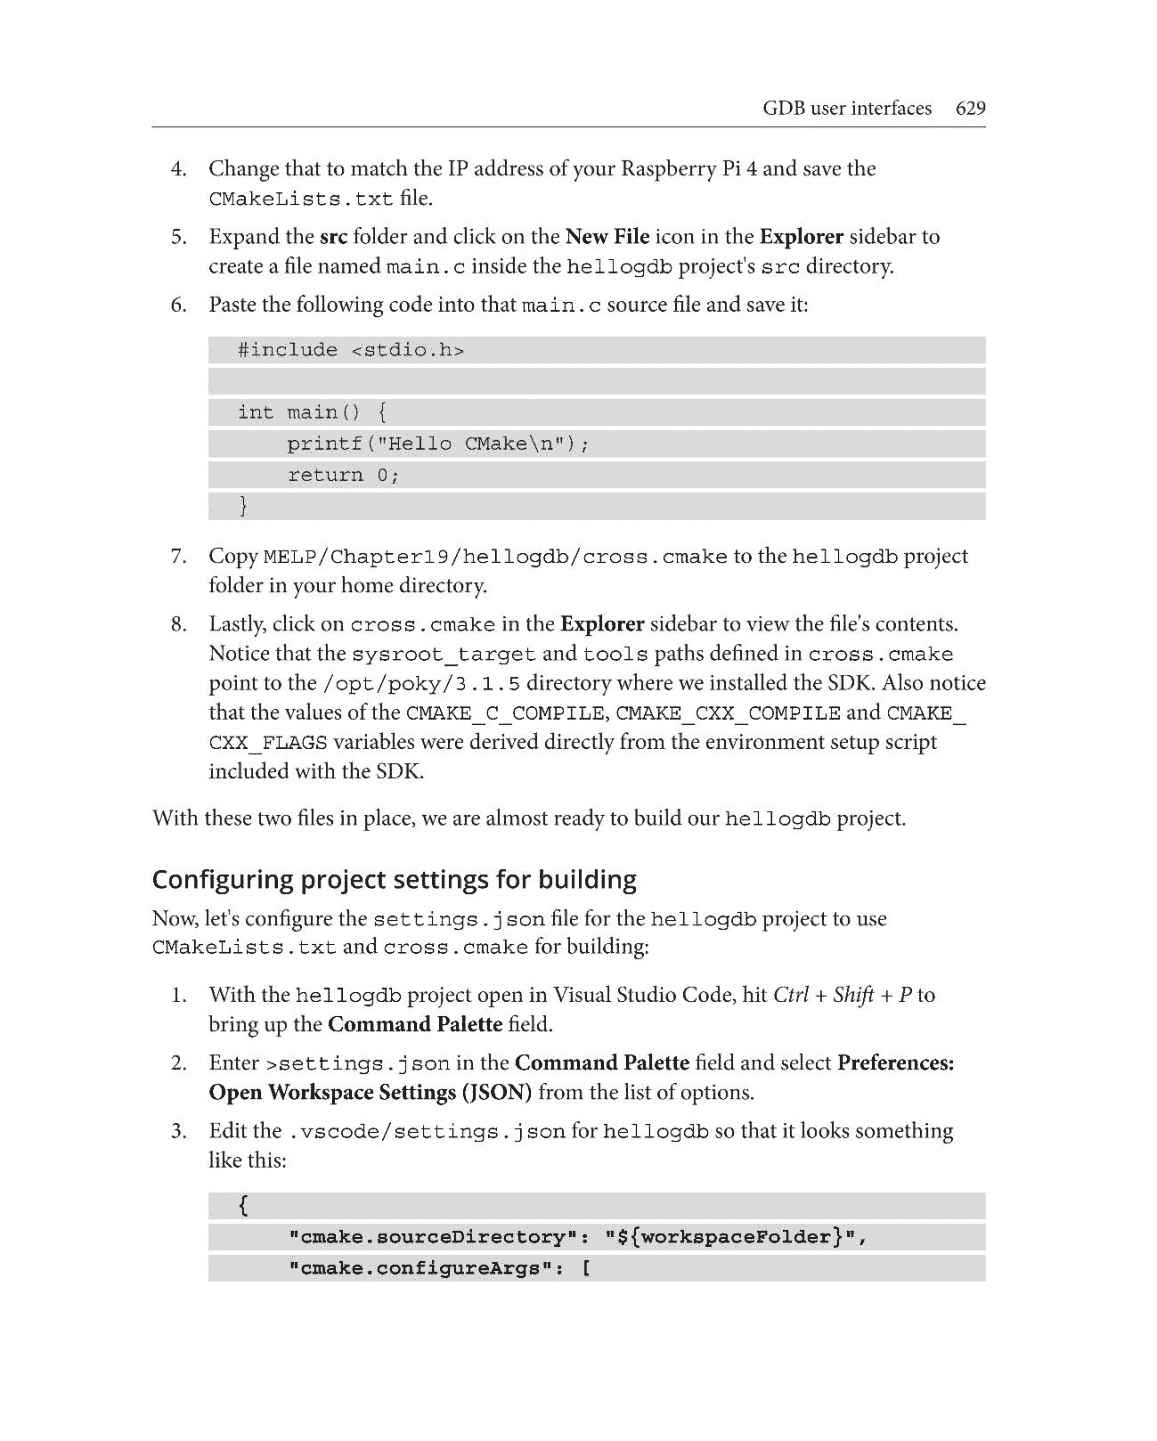 GDB user interfaces 629
4. Change that to match the IP address of your Raspberry Pi 4 and save the
CMakeLists.txt file.
5. Expand the src folder and click on the New File icon in the Explorer sidebar to
create a file named main.c inside the hellogdb project's src directory.
6. Paste the following code into that main.c source file and save it:
#include <stdio.h>
int main() {
    printf("Hello CMake\n");
    return 0;
}
7. Copy MELP/Chapter19/hellogdb/cross.cmake to the hellogdb project
folder in your home directory.
8. Lastly, click on cross.cmake in the Explorer sidebar to view the file's contents.
Notice that the sysroot_target and tools paths defined in cross.cmake
point to the /opt/poky/3.1.5 directory where we installed the SDK. Also notice
that the values of the CMAKE_C_COMPILE, CMAKE_CXX_COMPILE and CMAKE_
CXX_FLAGS variables were derived directly from the environment setup script
included with the SDK.
With these two files in place, we are almost ready to build our hellogdb project.
Configuring project settings for building
Now, let's configure the settings.json file for the hellogdb project to use
CMakeLists.txt and cross.cmake for building:
1. With the hellogdb project open in Visual Studio Code, hit Ctrl + Shift + P to
bring up the Command Palette field.
2. Enter >settings.json in the Command Palette field and select Preferences:
Open Workspace Settings (JSON) from the list of options.
3. Edit the .vscode/settings.json for hellogdb so that it looks something
like this:
{
    "cmake.sourceDirectory": "${workspaceFolder}",
    "cmake.configureArgs": [